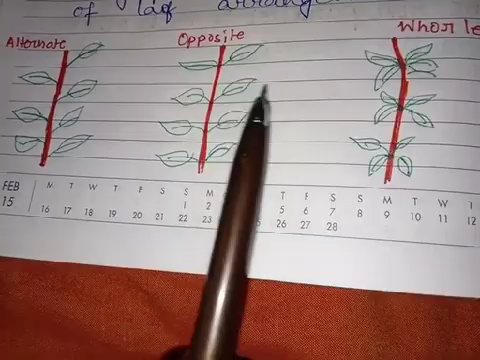 of
Alternate Opposite Whorle
FEB M T W T F S S M T F S S M T W
15 1 2 5 6 7 8 9 10 11 12
16 17 18 19 20 21 22 23 26 27 28